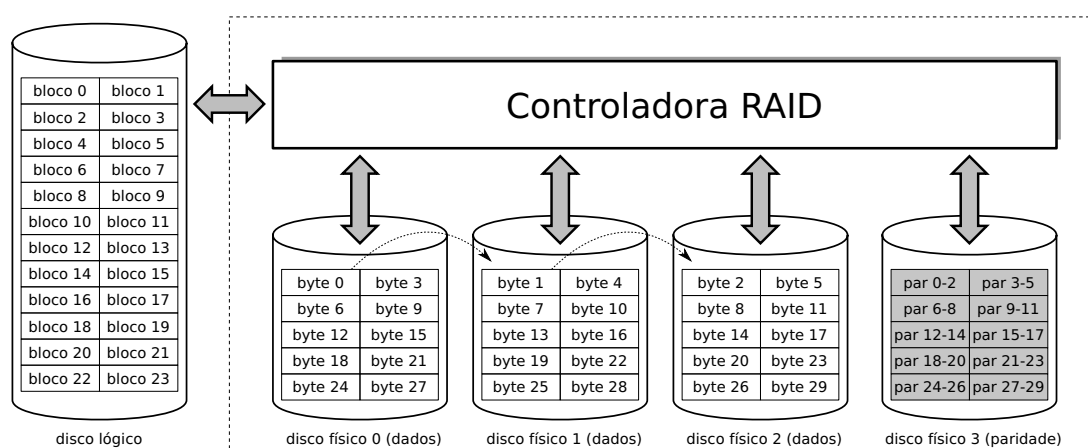 Controladora RAID
bloco 0 bloco 1
bloco 2 bloco 3
bloco 4 bloco 5
bloco 6 bloco 7
bloco 8 bloco 9
bloco 10 bloco 11
bloco 12 bloco 13
bloco 14 bloco 15
bloco 16 bloco 17
bloco 18 bloco 19
bloco 20 bloco 21
bloco 22 bloco 23
disco lógico
byte 0 byte 3
byte 6 byte 9
byte 12 byte 15
byte 18 byte 21
byte 24 byte 27
disco físico 0 (dados)
byte 1 byte 4
byte 7 byte 10
byte 13 byte 16
byte 19 byte 22
byte 25 byte 28
disco físico 1 (dados)
byte 2 byte 5
byte 8 byte 11
byte 14 byte 17
byte 20 byte 23
byte 26 byte 29
disco físico 2 (dados)
par 0-2 par 3-5
par 6-8 par 9-11
par 12-14 par 15-17
par 18-20 par 21-23
par 24-26 par 27-29
disco físico 3 (paridade)